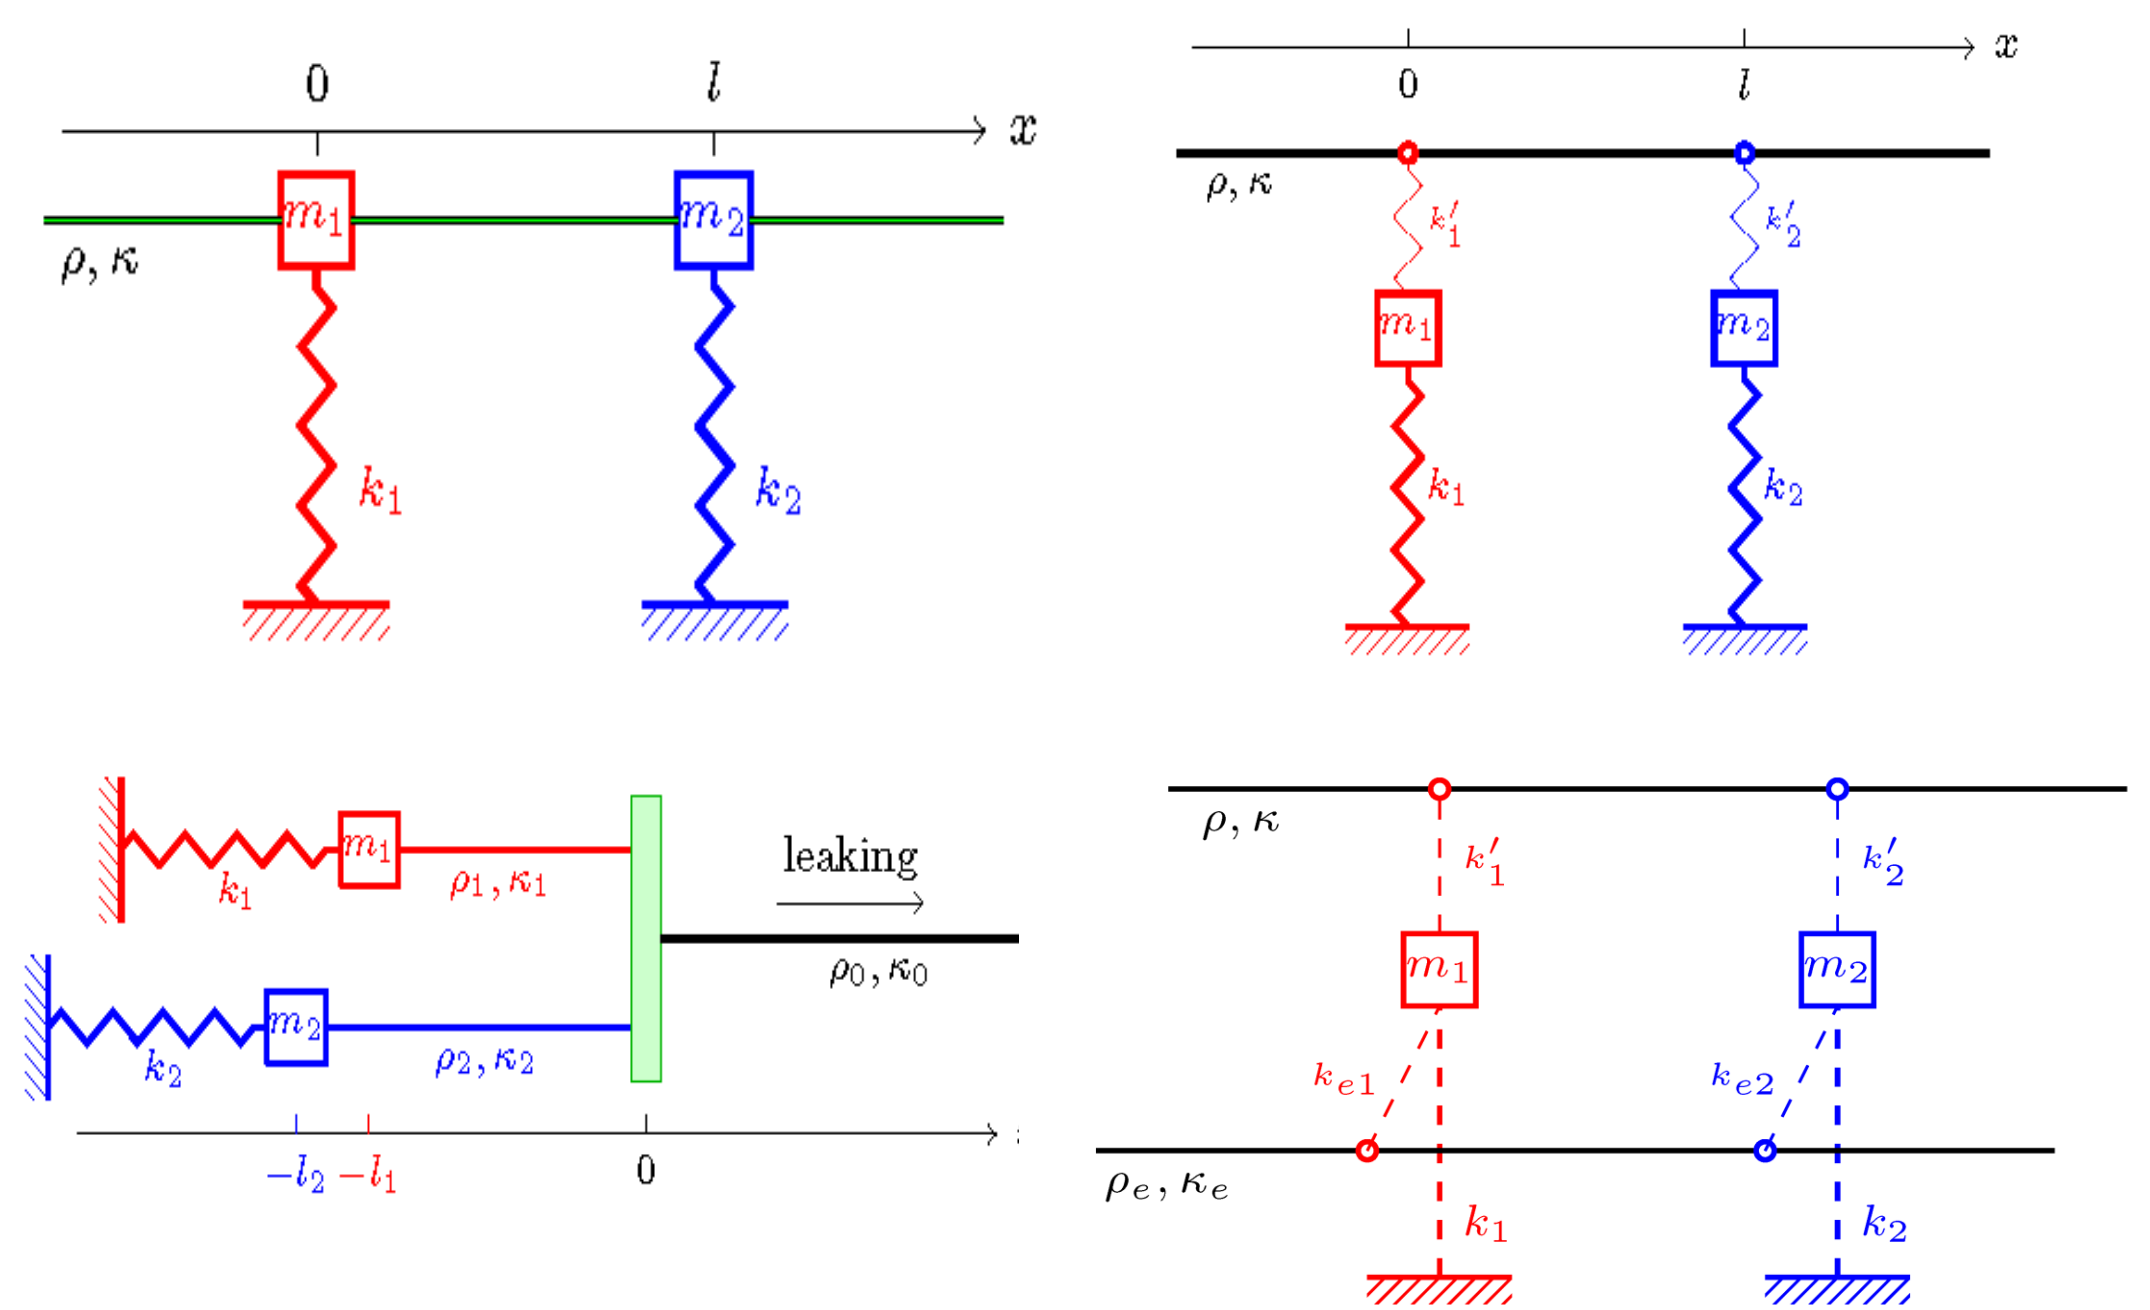 0 l
x
m₁ m₂
ρ, κ
k₁ k₂
x
0 l
ρ, κ
k′₁ k′₂
m₁ m₂
k₁ k₂
m₁
k₁ ρ₁, κ₁
leaking
ρ₀, κ₀
m₂
k₂ ρ₂, κ₂
−l₂ −l₁ 0
ρ, κ
k′₁ k′₂
m₁ m₂
kₑ₁ kₑ₂
ρₑ, κₑ
k₁ k₂